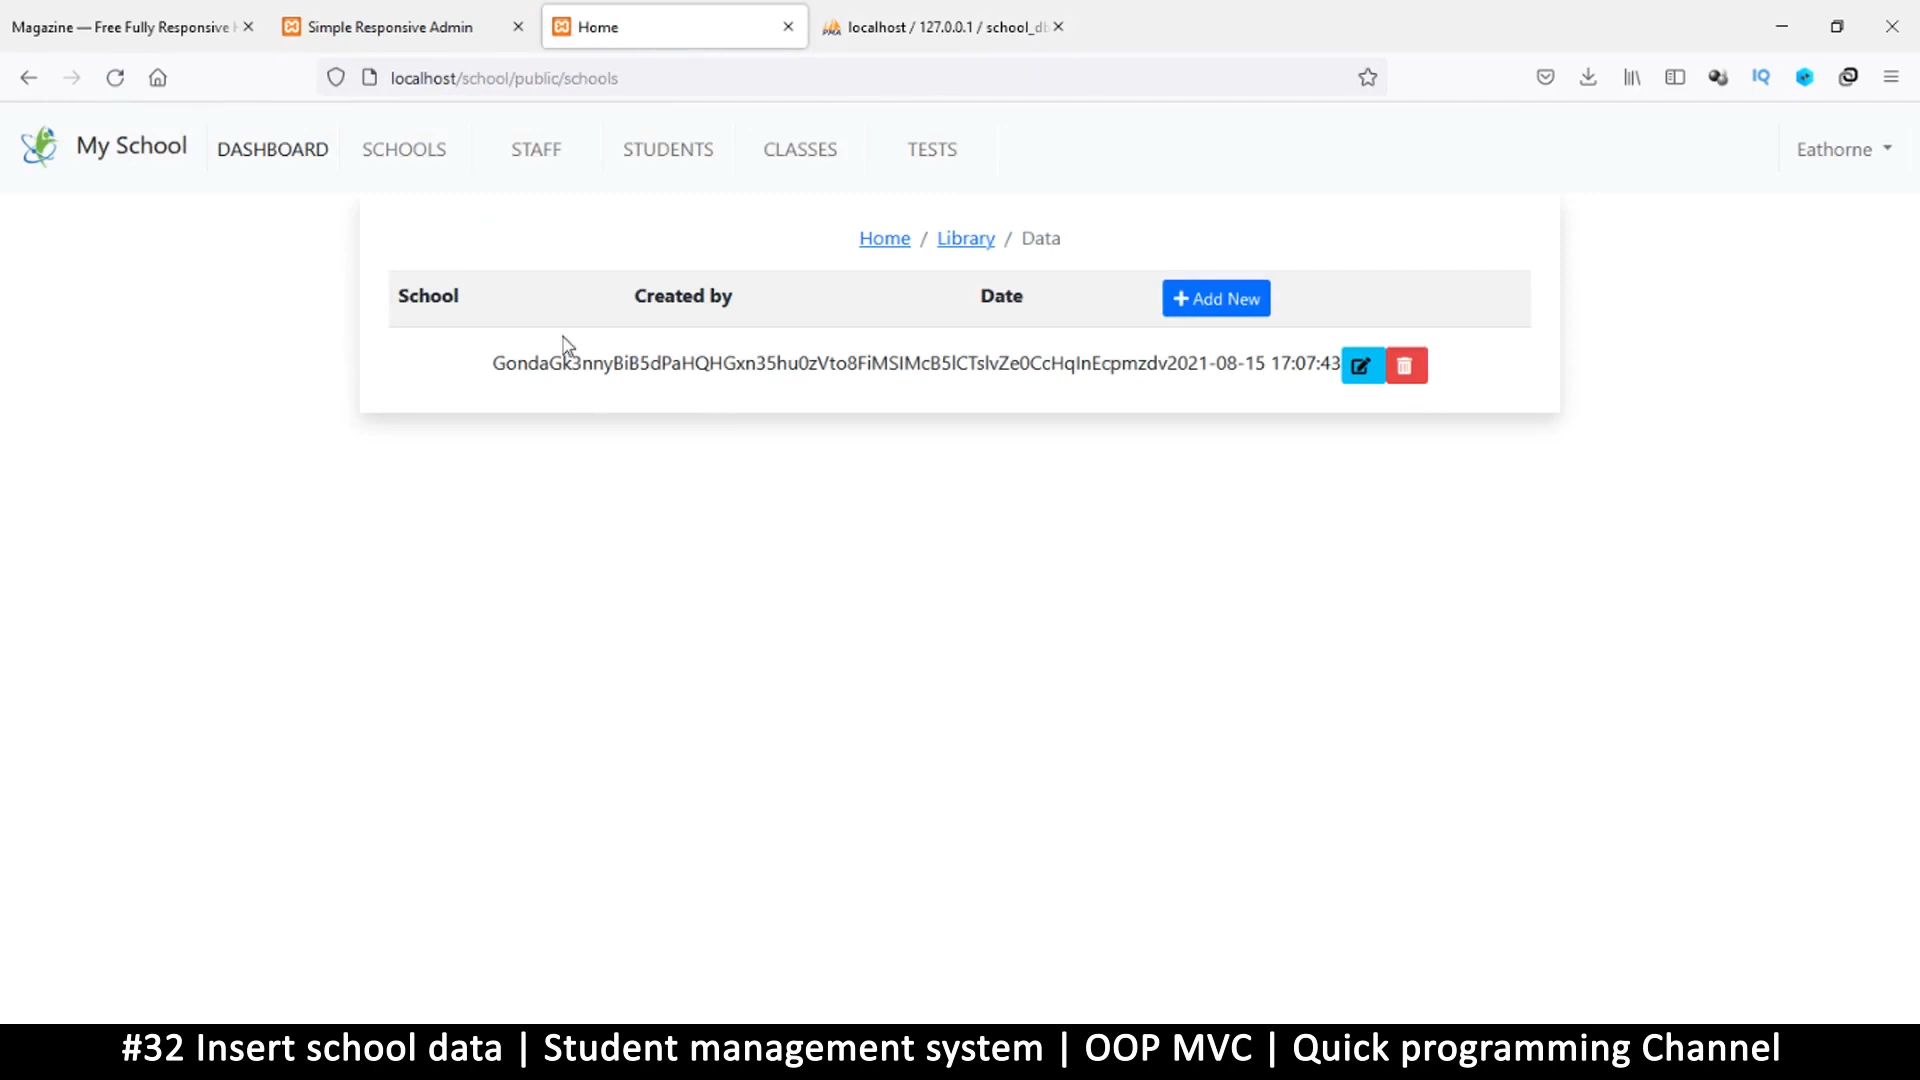 Magazine — Free Fully Responsive
Simple Responsive Admin
Home
localhost / 127.0.0.1 / school_db
localhost/school/public/schools
IQ
My School
DASHBOARD
SCHOOLS
STAFF
STUDENTS
CLASSES
TESTS
Eathorne
Home / Library / Data
School
Created by
Date
Add New
GondaGk3nnyBiB5dPaHQHGxn35hu0zVto8FiMSIMcB5lCTslvZe0CcHqInEcpmzdv2021-08-15 17:07:43
#32 Insert school data | Student management system | OOP MVC | Quick programming Channel